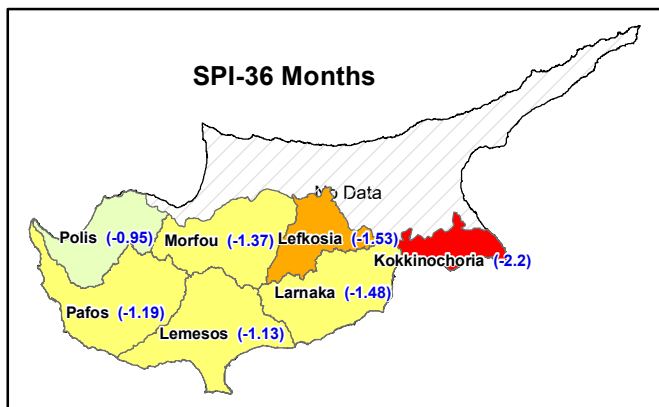 SPI-36 Months
No Data
Polis (-0.95)
Morfou (-1.37)
Lefkosia (-1.53)
Kokkinochoria (-2.2)
Larnaka (-1.48)
Pafos (-1.19)
Lemesos (-1.13)